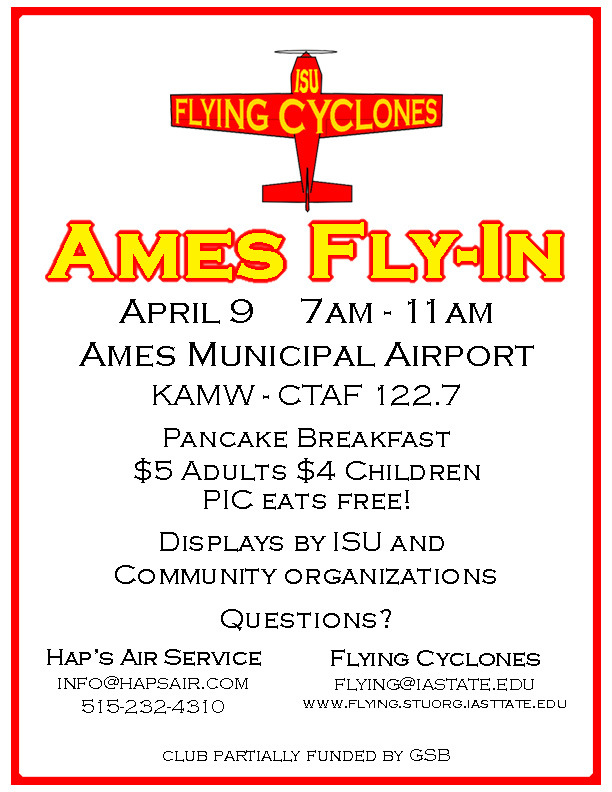 ISU
FLYING CYCLONES
AMES FLY-IN
APRIL 9 7AM - 11AM
AMES MUNICIPAL AIRPORT
KAMW - CTAF 122.7
PANCAKE BREAKFAST
$5 ADULTS $4 CHILDREN
PIC EATS FREE!
DISPLAYS BY ISU AND
COMMUNITY ORGANIZATIONS
QUESTIONS?
HAP'S AIR SERVICE
INFO@HAPSAIR.COM
515-232-4310
FLYING CYCLONES
FLYING@IASTATE.EDU
WWW.FLYING.STUORG.IASTTATE.EDU
CLUB PARTIALLY FUNDED BY GSB